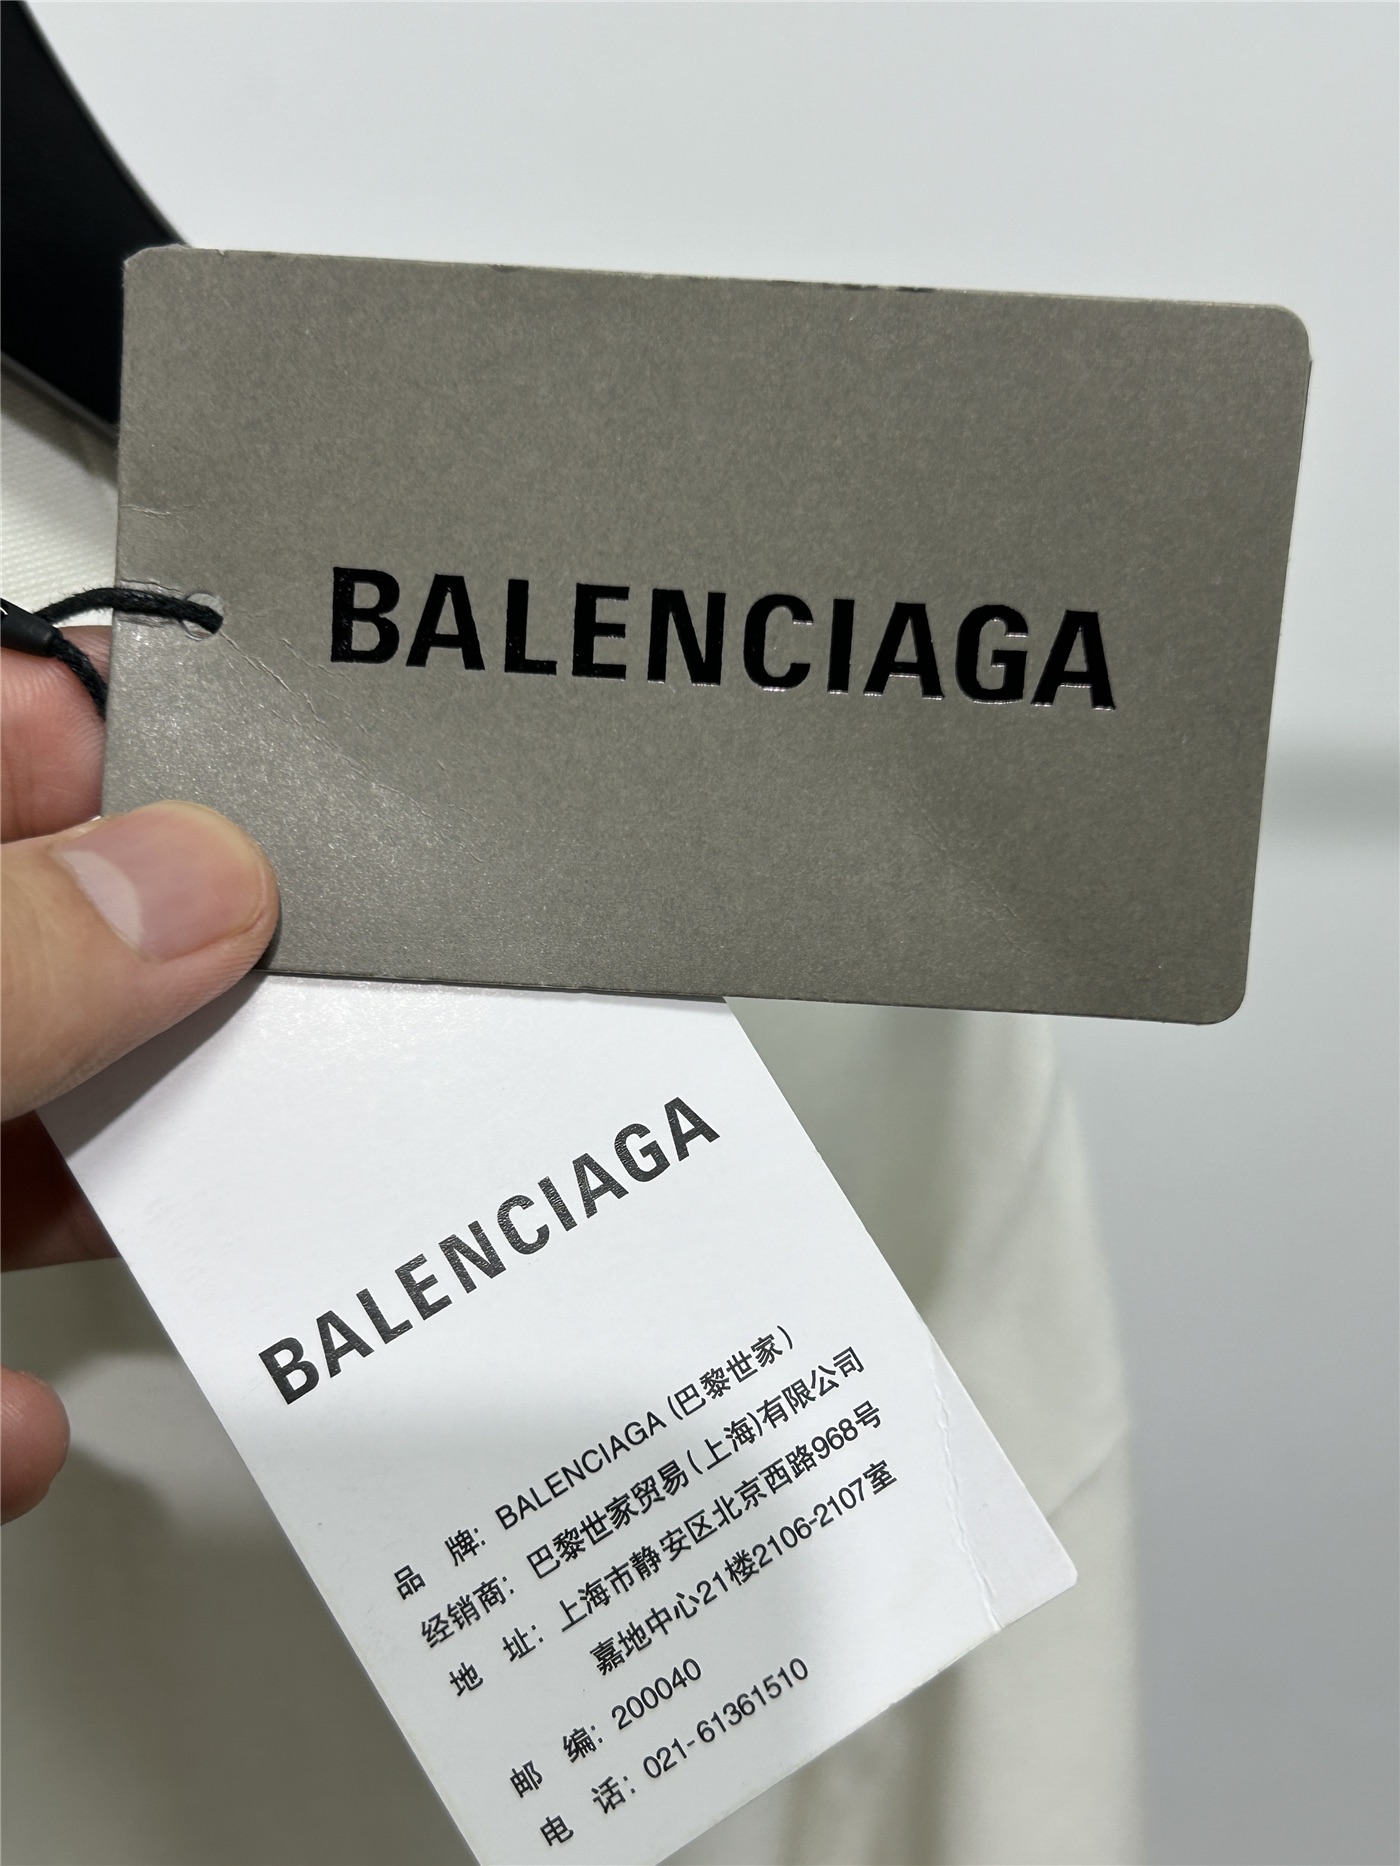 BALENCIAGA
BALENCIAGA
品 牌: BALENCIAGA (巴黎世家)
经销商: 巴黎世家贸易(上海)有限公司
地 址: 上海市静安区北京西路968号
嘉地中心21楼2106-2107室
邮 编: 200040
电 话: 021-61361510